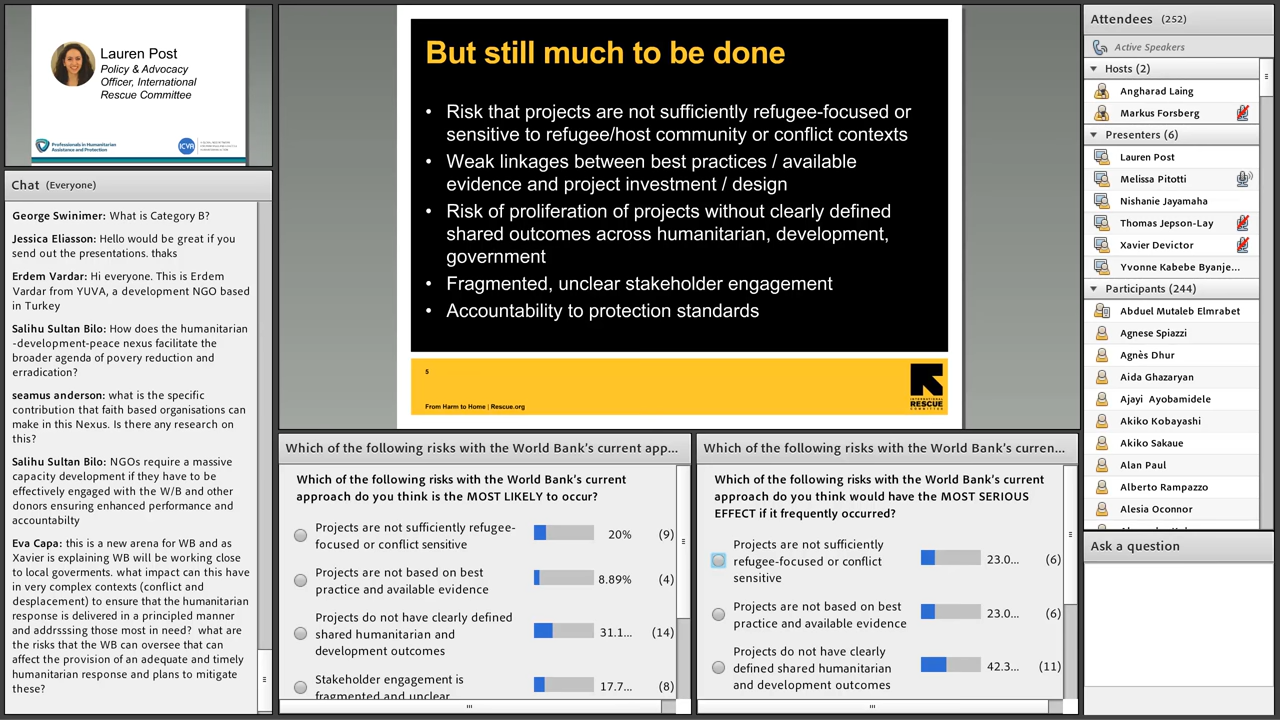 Lauren Post
Policy & Advocacy
Officer, International
Rescue Committee
Professionals in Humanitarian
Assistance and Protection
ICVA
Chat (Everyone)
George Swinimer: What is Category B?
Jessica Eliasson: Hello would be great if you
send out the presentations. thaks
Erdem Vardar: Hi everyone. This is Erdem
Vardar from YUVA, a development NGO based
in Turkey
Salihu Sultan Bilo: How does the humanitarian
-development-peace nexus facilitate the
broader agenda of povery reduction and
erradication?
seamus anderson: what is the specific
contribution that faith based organisations can
make in this Nexus. Is there any research on
this?
Salihu Sultan Bilo: NGOs require a massive
capacity development if they have to be
effectively engaged with the W/B and other
donors ensuring enhanced performance and
accountabilty
Eva Capa: this is a new arena for WB and as
Xavier is explaining WB will be working close
to local goverments. what impact can this have
in very complex contexts (conflict and
desplacement) to ensure that the humanitarian
response is delivered in a principled manner
and addrsssing those most in need? what are
the risks that the WB can oversee that can
affect the provision of an adequate and timely
humanitarian response and plans to mitigate
these?
But still much to be done
• Risk that projects are not sufficiently refugee-focused or
sensitive to refugee/host community or conflict contexts
• Weak linkages between best practices / available
evidence and project investment / design
• Risk of proliferation of projects without clearly defined
shared outcomes across humanitarian, development,
government
• Fragmented, unclear stakeholder engagement
• Accountability to protection standards
5
From Harm to Home | Rescue.org
INTERNATIONAL
RESCUE
COMMITTEE
Which of the following risks with the World Bank's current app...
Which of the following risks with the World Bank's current
approach do you think is the MOST LIKELY to occur?
Projects are not sufficiently refugee-
focused or conflict sensitive
20% (9)
Projects are not based on best
practice and available evidence
8.89% (4)
Projects do not have clearly defined
shared humanitarian and
development outcomes
31.1... (14)
Stakeholder engagement is
fragmented and unclear
17.7... (8)
Which of the following risks with the World Bank's curren...
Which of the following risks with the World Bank's current
approach do you think would have the MOST SERIOUS
EFFECT if it frequently occurred?
Projects are not sufficiently
refugee-focused or conflict
sensitive
23.0... (6)
Projects are not based on best
practice and available evidence
23.0... (6)
Projects do not have clearly
defined shared humanitarian
and development outcomes
42.3... (11)
Attendees (252)
Active Speakers
Hosts (2)
Angharad Laing
Markus Forsberg
Presenters (6)
Lauren Post
Melissa Pitotti
Nishanie Jayamaha
Thomas Jepson-Lay
Xavier Devictor
Yvonne Kabebe Byanje...
Participants (244)
Abduel Mutaleb Elmrabet
Agnese Spiazzi
Agnès Dhur
Aida Ghazaryan
Ajayi Ayobamidele
Akiko Kobayashi
Akiko Sakaue
Alan Paul
Alberto Rampazzo
Alesia Oconnor
Ask a question